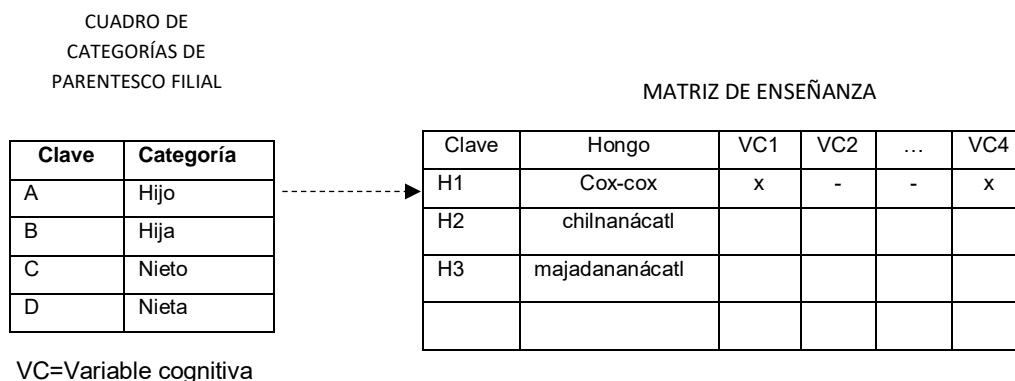 CUADRO DE
CATEGORÍAS DE
PARENTESCO FILIAL
Clave Categoría
A Hijo
B Hija
C Nieto
D Nieta
VC=Variable cognitiva
MATRIZ DE ENSEÑANZA
Clave Hongo VC1 VC2 … VC4
H1 Cox-cox x - - x
H2 chilnanácatl
H3 majadananácatl